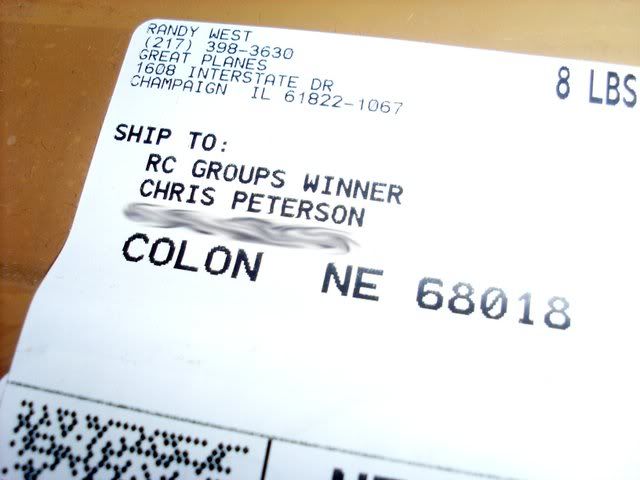 RANDY WEST
(217) 398-3630
GREAT PLANES
1608 INTERSTATE DR
CHAMPAIGN IL 61822-1067
8 LBS
SHIP TO:
RC GROUPS WINNER
CHRIS PETERSON
COLON NE 68018